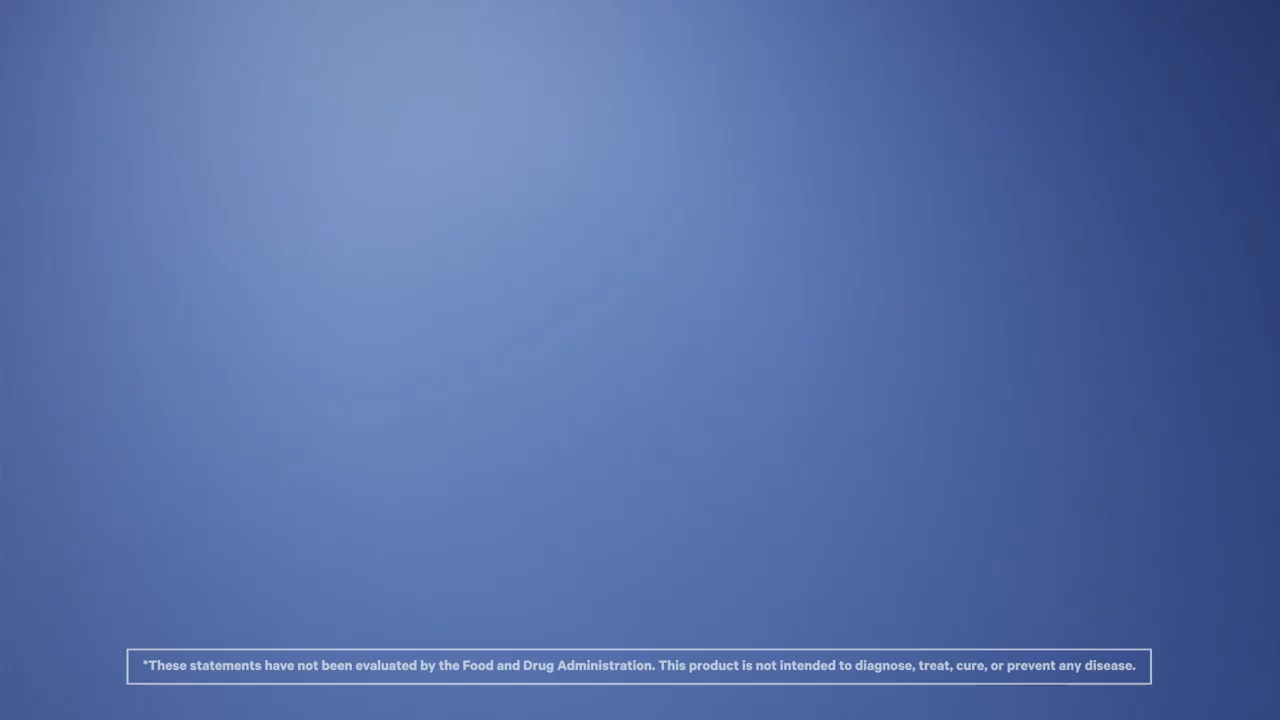 *These statements have not been evaluated by the Food and Drug Administration. This product is not intended to diagnose, treat, cure, or prevent any disease.